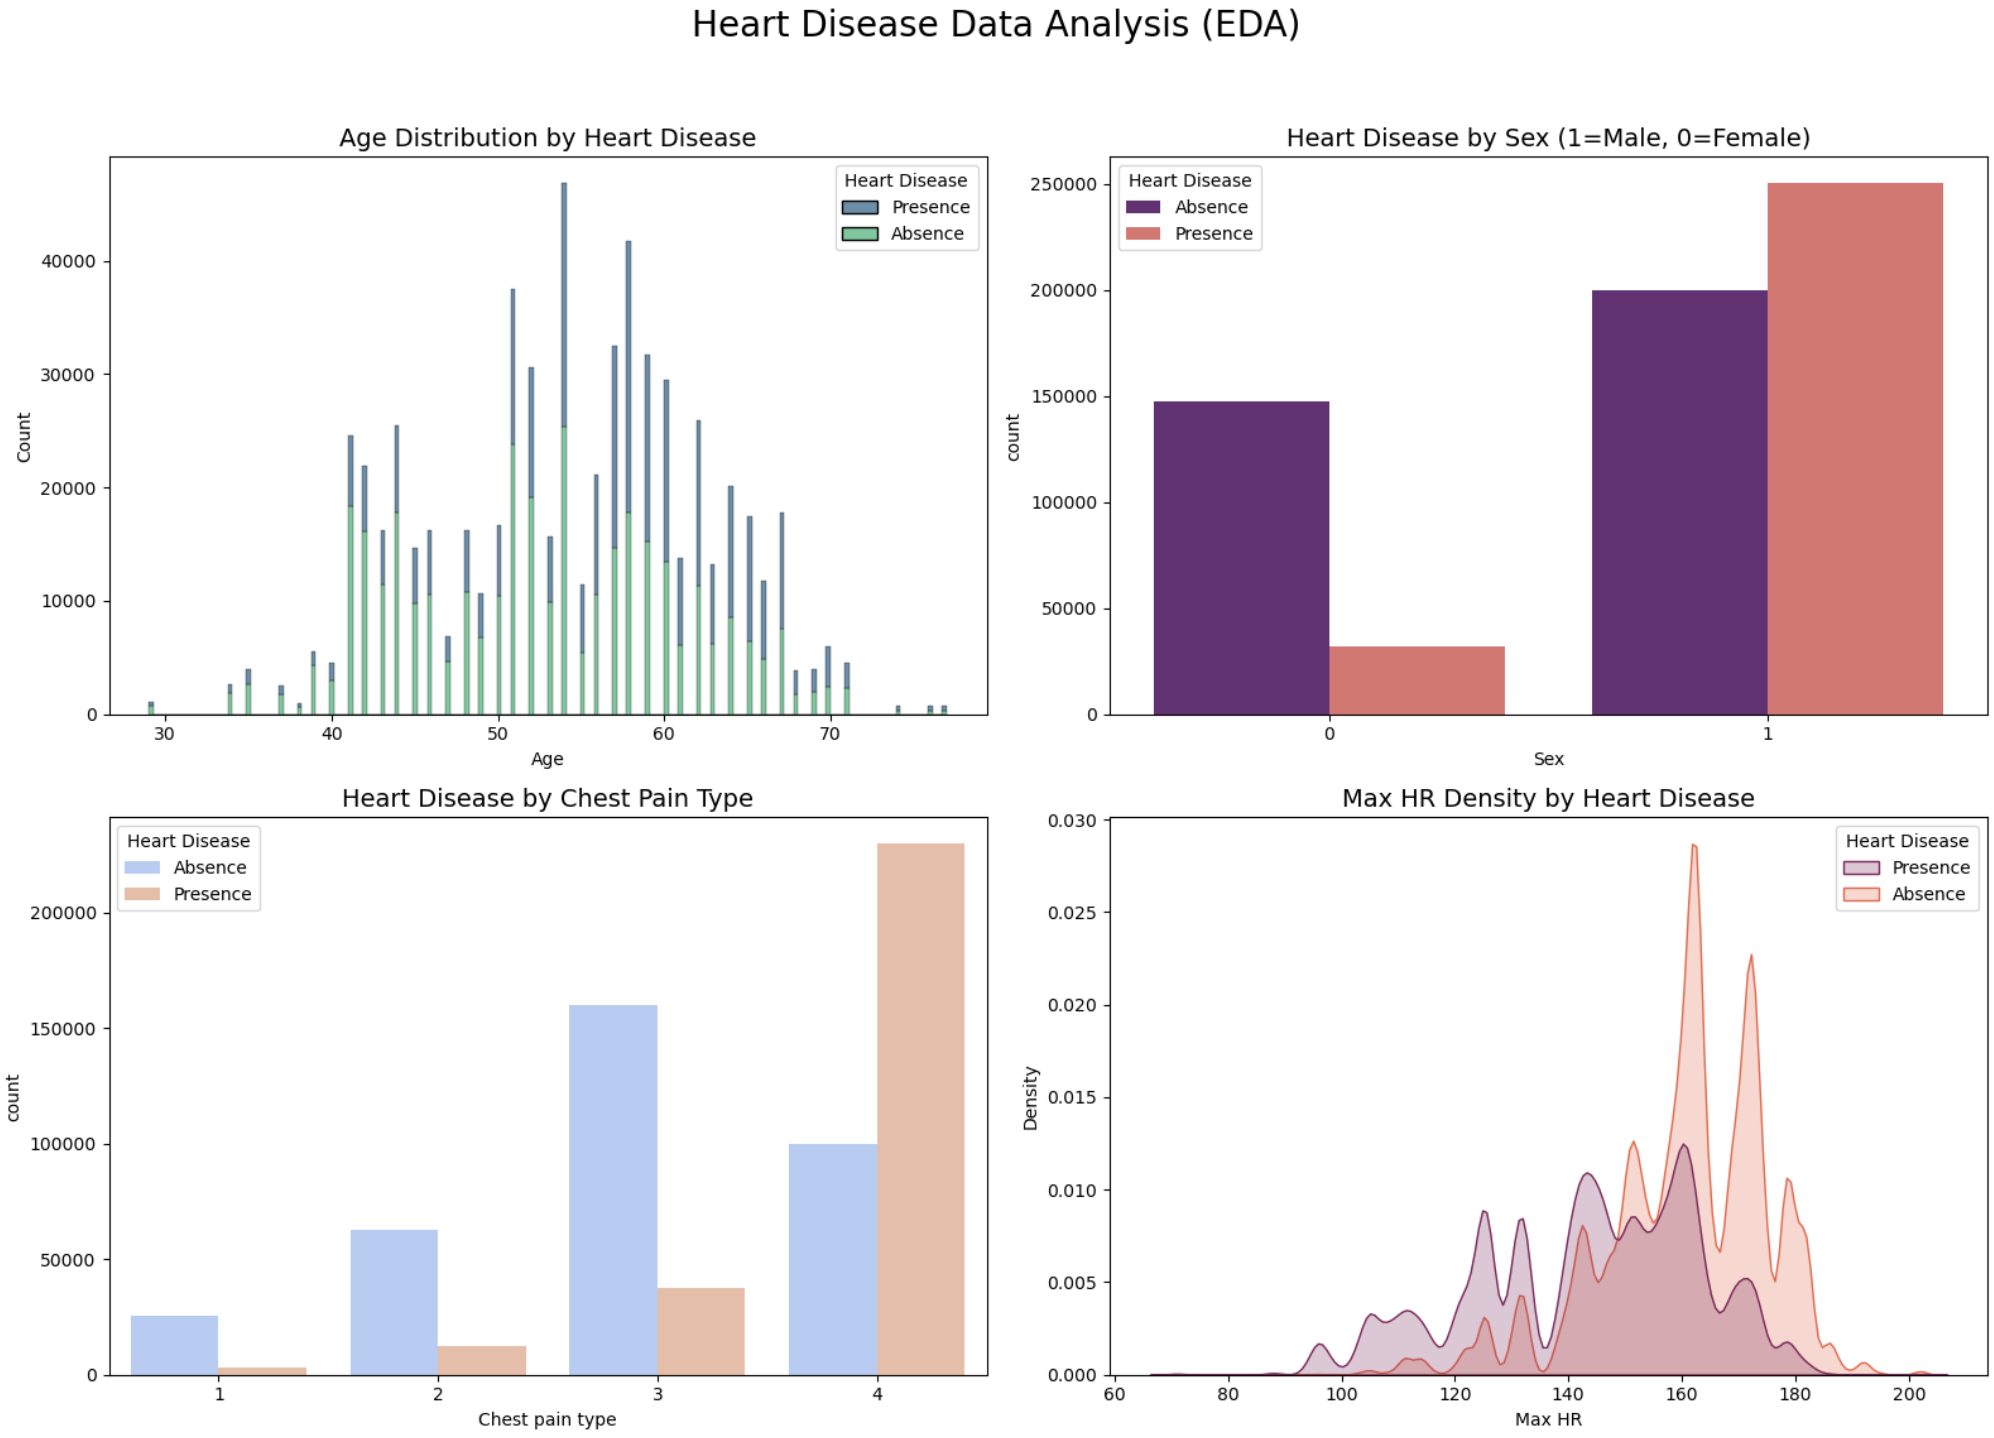 Heart Disease Data Analysis (EDA)
Age Distribution by Heart Disease
Heart Disease
Presence
Absence
40000
30000
20000
10000
0
Count
30 40 50 60 70
Age
Heart Disease by Sex (1=Male, 0=Female)
Heart Disease
Absence
Presence
250000
200000
150000
100000
50000
0
count
0 1
Sex
Heart Disease by Chest Pain Type
Heart Disease
Absence
Presence
200000
150000
100000
50000
0
count
1 2 3 4
Chest pain type
Max HR Density by Heart Disease
Heart Disease
Presence
Absence
0.030
0.025
0.020
0.015
0.010
0.005
0.000
Density
60 80 100 120 140 160 180 200
Max HR